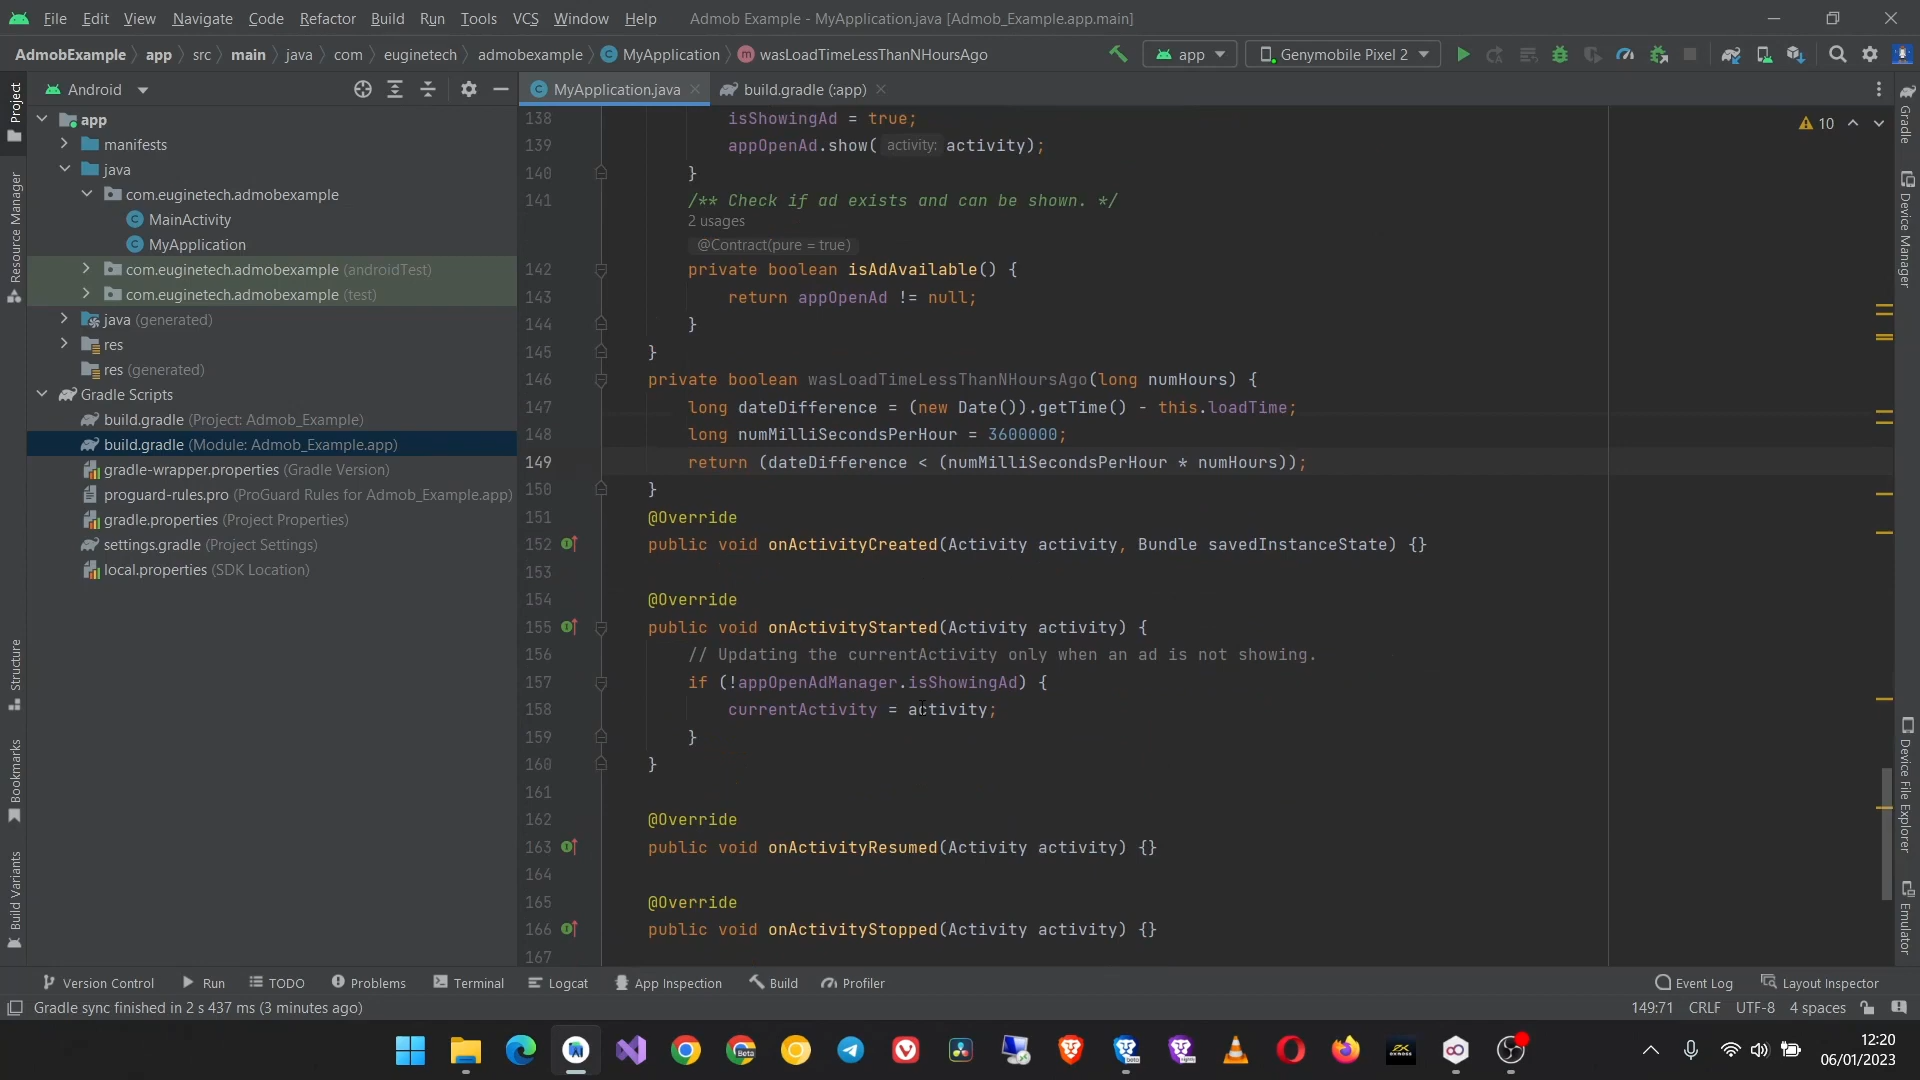 File Edit View Navigate Code Refactor Build Run Tools VCS Window Help Admob Example - MyApplication.java [Admob_Example.app.main]
AdmobExample app src main java com euginetech admobexample MyApplication wasLoadTimeLessThanNHoursAgo app Genymobile Pixel 2
Android
MyApplication.java build.gradle (:app)
Project
Resource Manager
Structure
Bookmarks
Build Variants
app
manifests
java
com.euginetech.admobexample
MainActivity
MyApplication
com.euginetech.admobexample (androidTest)
com.euginetech.admobexample (test)
java (generated)
res
res (generated)
Gradle Scripts
build.gradle (Project: Admob_Example)
build.gradle (Module: Admob_Example.app)
gradle-wrapper.properties (Gradle Version)
proguard-rules.pro (ProGuard Rules for Admob_Example.app)
gradle.properties (Project Properties)
settings.gradle (Project Settings)
local.properties (SDK Location)
10
138 isShowingAd = true;
139 appOpenAd.show( activity: activity);
140 }
141 /** Check if ad exists and can be shown. */
2 usages
@Contract(pure = true)
142 private boolean isAdAvailable() {
143 return appOpenAd != null;
144 }
145 }
146 private boolean wasLoadTimeLessThanNHoursAgo(long numHours) {
147 long dateDifference = (new Date()).getTime() - this.loadTime;
148 long numMilliSecondsPerHour = 3600000;
149 return (dateDifference < (numMilliSecondsPerHour * numHours));
150 }
151 @Override
152 public void onActivityCreated(Activity activity, Bundle savedInstanceState) {}
153
154 @Override
155 public void onActivityStarted(Activity activity) {
156 // Updating the currentActivity only when an ad is not showing.
157 if (!appOpenAdManager.isShowingAd) {
158 currentActivity = activity;
159 }
160 }
161
162 @Override
163 public void onActivityResumed(Activity activity) {}
164
165 @Override
166 public void onActivityStopped(Activity activity) {}
167
Gradle
Device Manager
Device File Explorer
Emulator
Version Control Run TODO Problems Terminal Logcat App Inspection Build Profiler Event Log Layout Inspector
Gradle sync finished in 2 s 437 ms (3 minutes ago) 149:71 CRLF UTF-8 4 spaces
12:20
06/01/2023